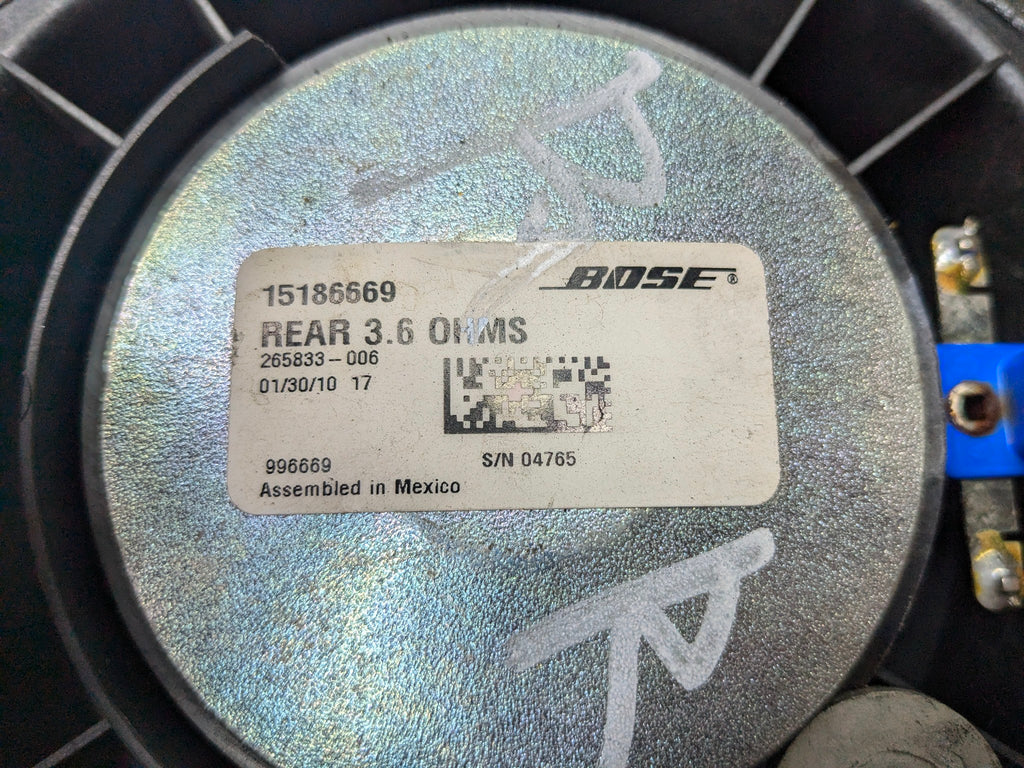 15186669
BOSE®
REAR 3.6 OHMS
265833-006
01/30/10 17
S/N 04765
996669
Assembled in Mexico
R
R